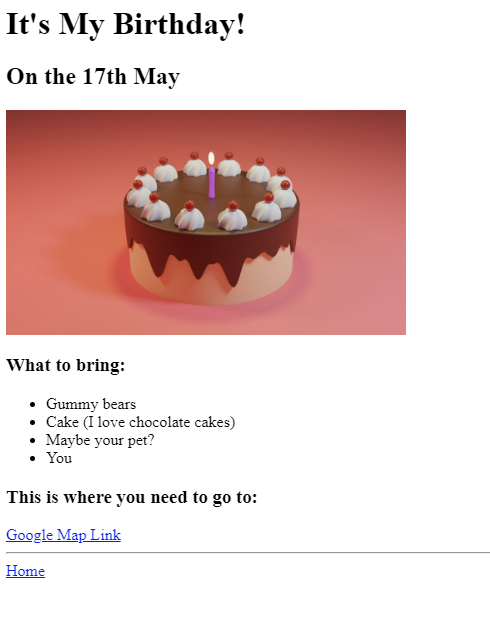 It's My Birthday!
On the 17th May
What to bring:
Gummy bears
Cake (I love chocolate cakes)
Maybe your pet?
You
This is where you need to go to:
Google Map Link
Home